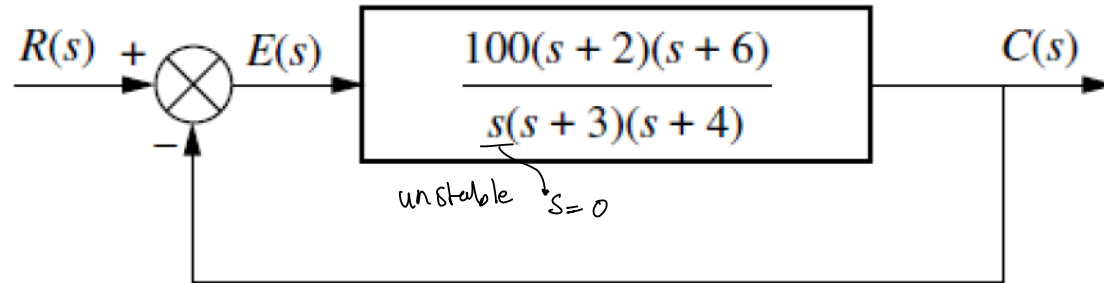 R(s) + E(s) 100(s + 2)(s + 6) C(s)
s(s + 3)(s + 4)
−
unstable s = 0